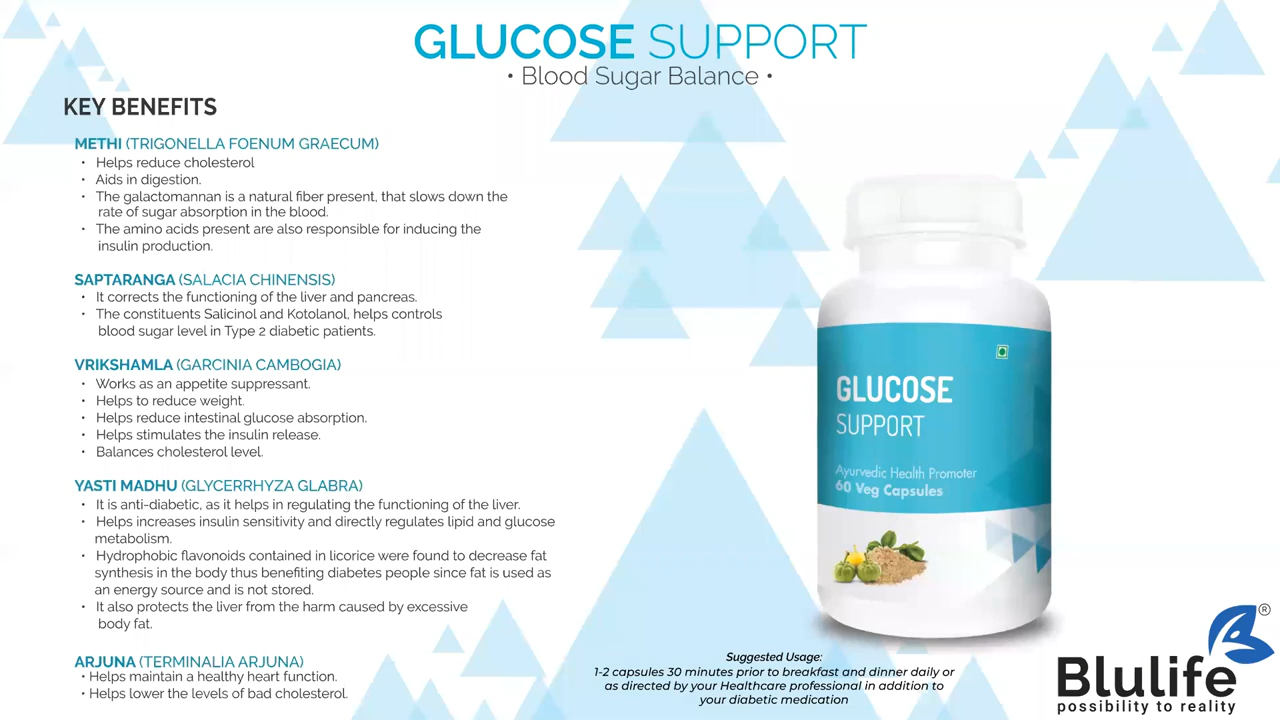 GLUCOSE SUPPORT
• Blood Sugar Balance •
KEY BENEFITS
METHI (TRIGONELLA FOENUM GRAECUM)
• Helps reduce cholesterol
• Aids in digestion.
• The galactomannan is a natural fiber present, that slows down the
rate of sugar absorption in the blood.
• The amino acids present are also responsible for inducing the
insulin production.
SAPTARANGA (SALACIA CHINENSIS)
• It corrects the functioning of the liver and pancreas.
• The constituents Salicinol and Kotolanol, helps controls
blood sugar level in Type 2 diabetic patients.
VRIKSHAMLA (GARCINIA CAMBOGIA)
• Works as an appetite suppressant.
• Helps to reduce weight.
• Helps reduce intestinal glucose absorption.
• Helps stimulates the insulin release.
• Balances cholesterol level.
YASTI MADHU (GLYCERRHYZA GLABRA)
• It is anti-diabetic, as it helps in regulating the functioning of the liver.
• Helps increases insulin sensitivity and directly regulates lipid and glucose
metabolism.
• Hydrophobic flavonoids contained in licorice were found to decrease fat
synthesis in the body thus benefiting diabetes people since fat is used as
an energy source and is not stored.
• It also protects the liver from the harm caused by excessive
body fat.
ARJUNA (TERMINALIA ARJUNA)
• Helps maintain a healthy heart function.
• Helps lower the levels of bad cholesterol.
GLUCOSE
SUPPORT
Ayurvedic Health Promoter
60 Veg Capsules
Suggested Usage:
1-2 capsules 30 minutes prior to breakfast and dinner daily or
as directed by your Healthcare professional in addition to
your diabetic medication
®
Blulife
possibility to reality